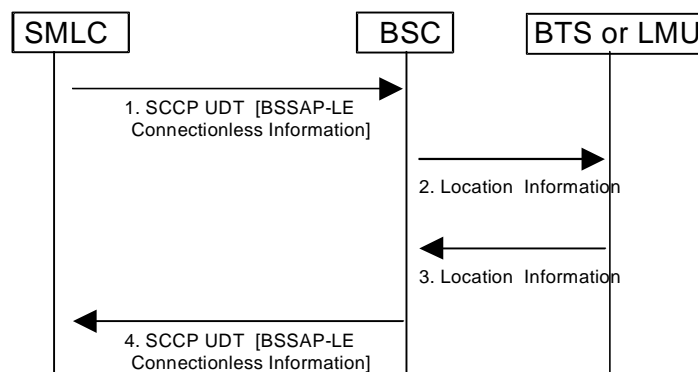 SMLC
BSC
BTS or LMU
1. SCCP UDT [BSSAP-LE
Connectionless Information]
2. Location Information
3. Location Information
4. SCCP UDT [BSSAP-LE
Connectionless Information]